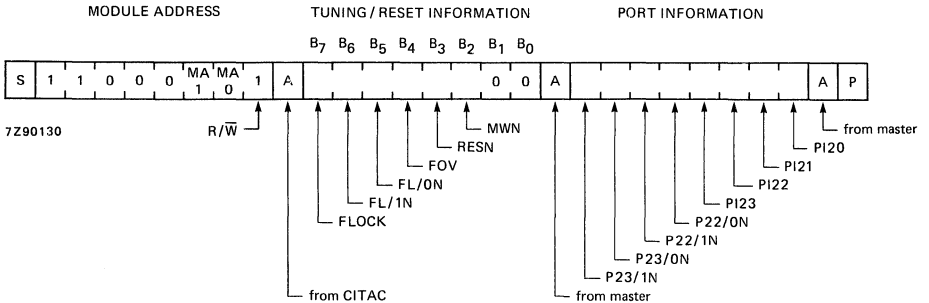 MODULE ADDRESS TUNING / RESET INFORMATION PORT INFORMATION
B7 B6 B5 B4 B3 B2 B1 B0
S 1 1 0 0 0 MA 1 MA 0 1 A 0 0 A A P
7Z90130 R/W̅ MWN from master
RESN PI20
FOV PI21
FL/0N PI22
FL/1N PI23
FLOCK P22/0N
P22/1N
P23/0N
P23/1N
from CITAC from master